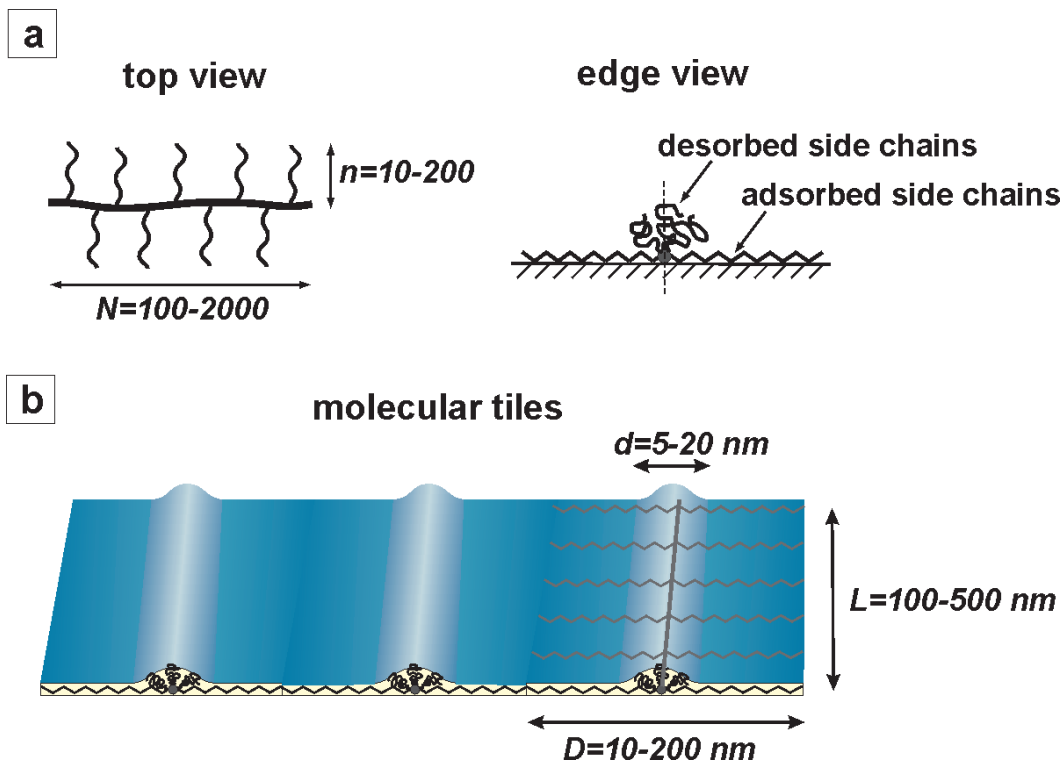 a
top view
edge view
desorbed side chains
n=10-200
adsorbed side chains
N=100-2000
b
molecular tiles
d=5-20 nm
L=100-500 nm
D=10-200 nm